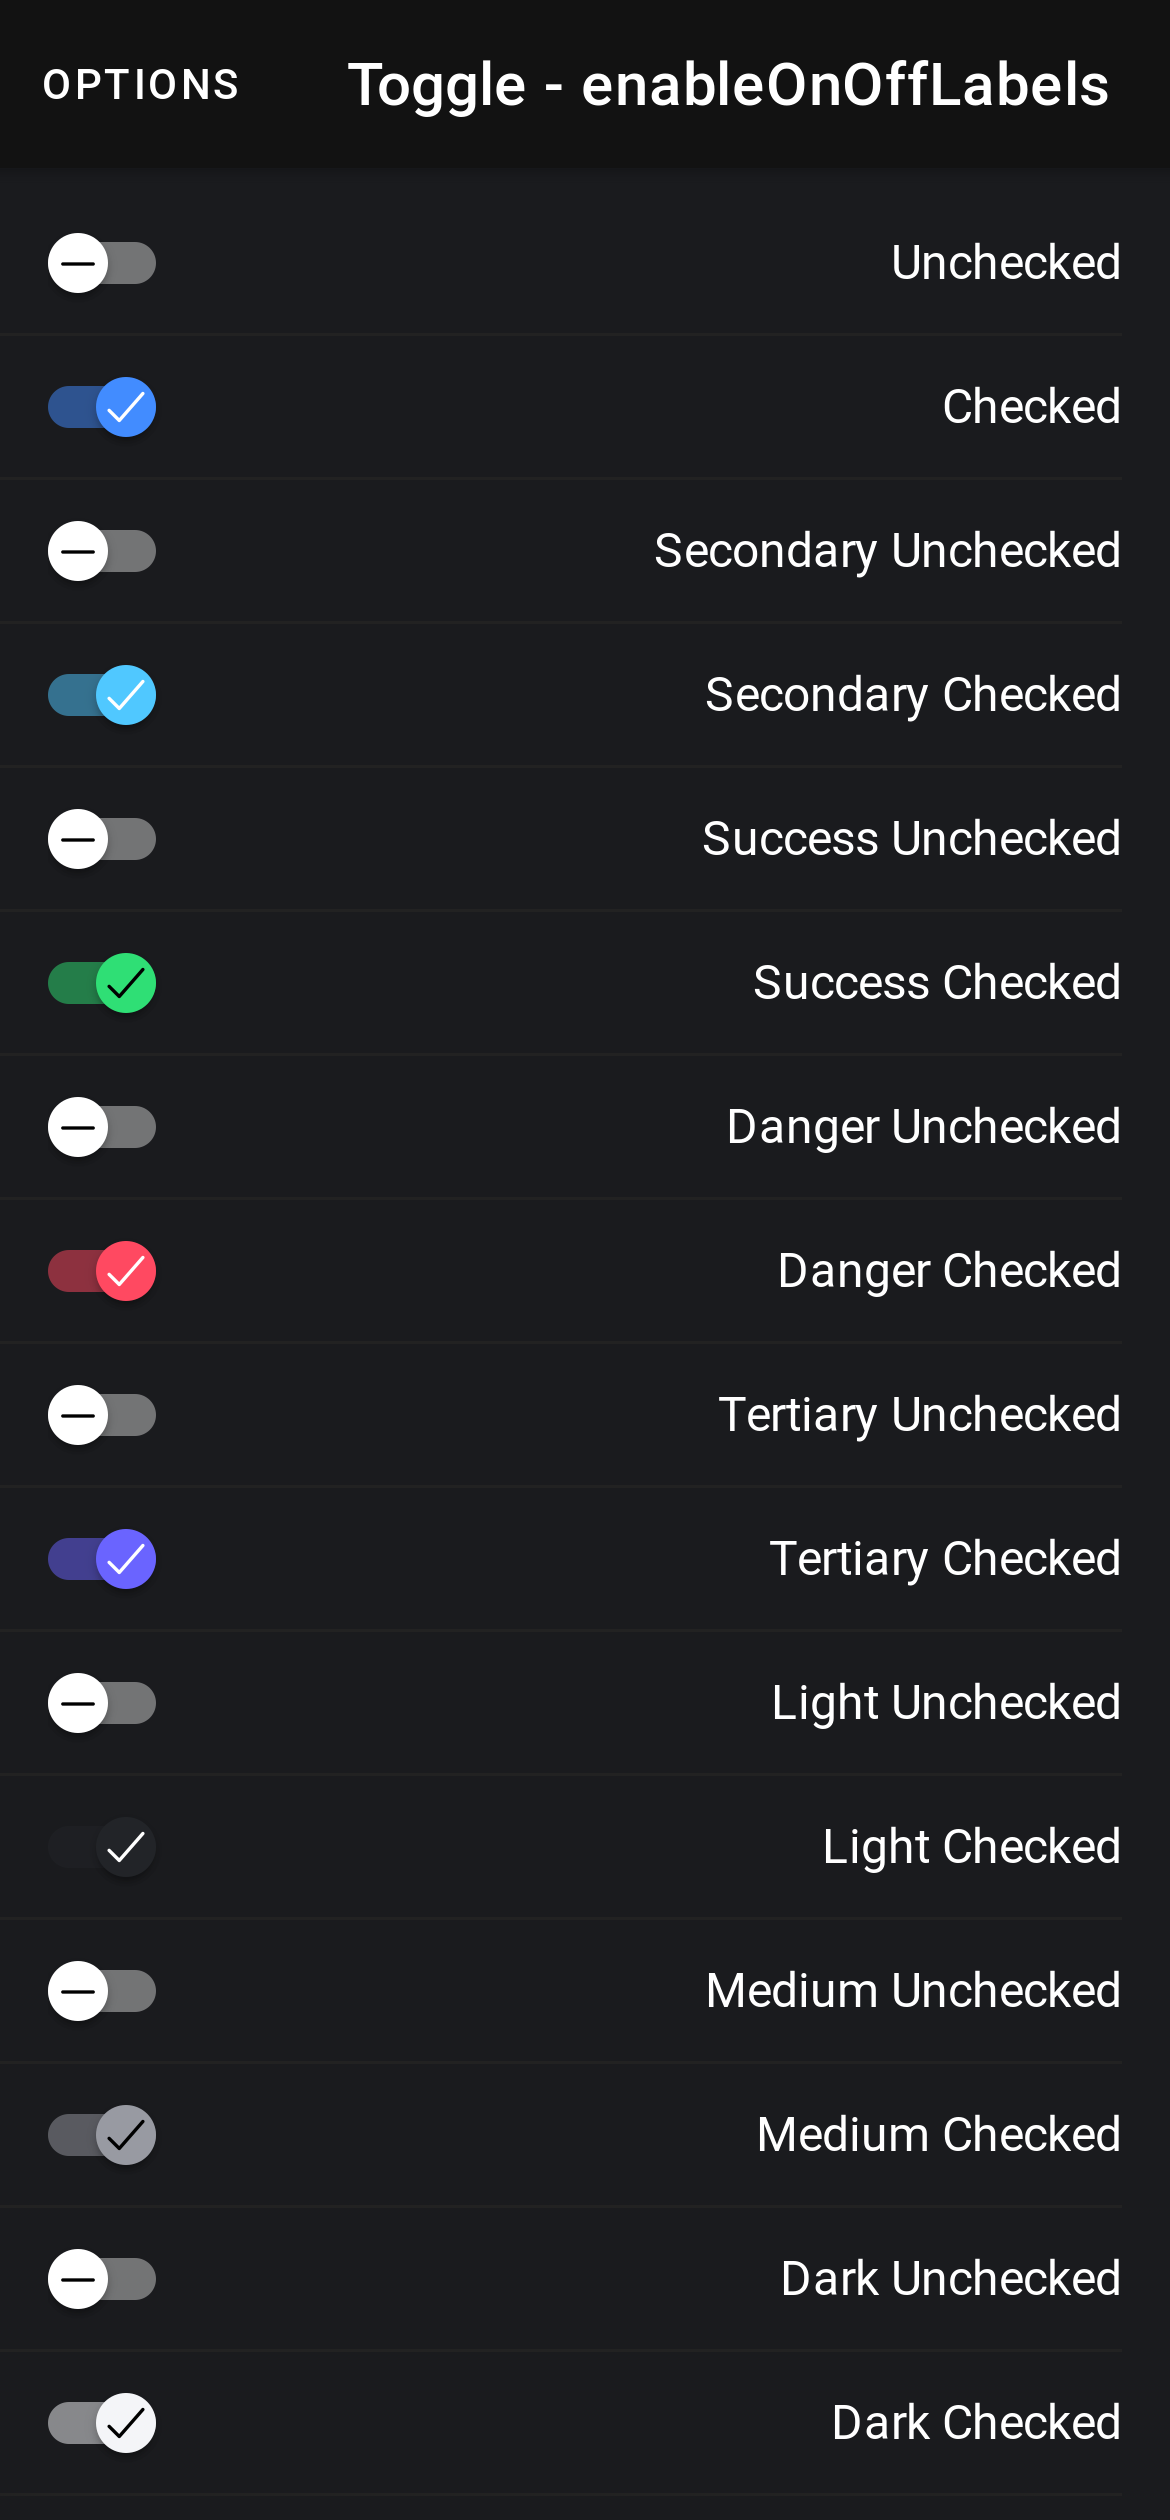 OPTIONS
Toggle - enableOnOffLabels
Unchecked
Checked
Secondary Unchecked
Secondary Checked
Success Unchecked
Success Checked
Danger Unchecked
Danger Checked
Tertiary Unchecked
Tertiary Checked
Light Unchecked
Light Checked
Medium Unchecked
Medium Checked
Dark Unchecked
Dark Checked